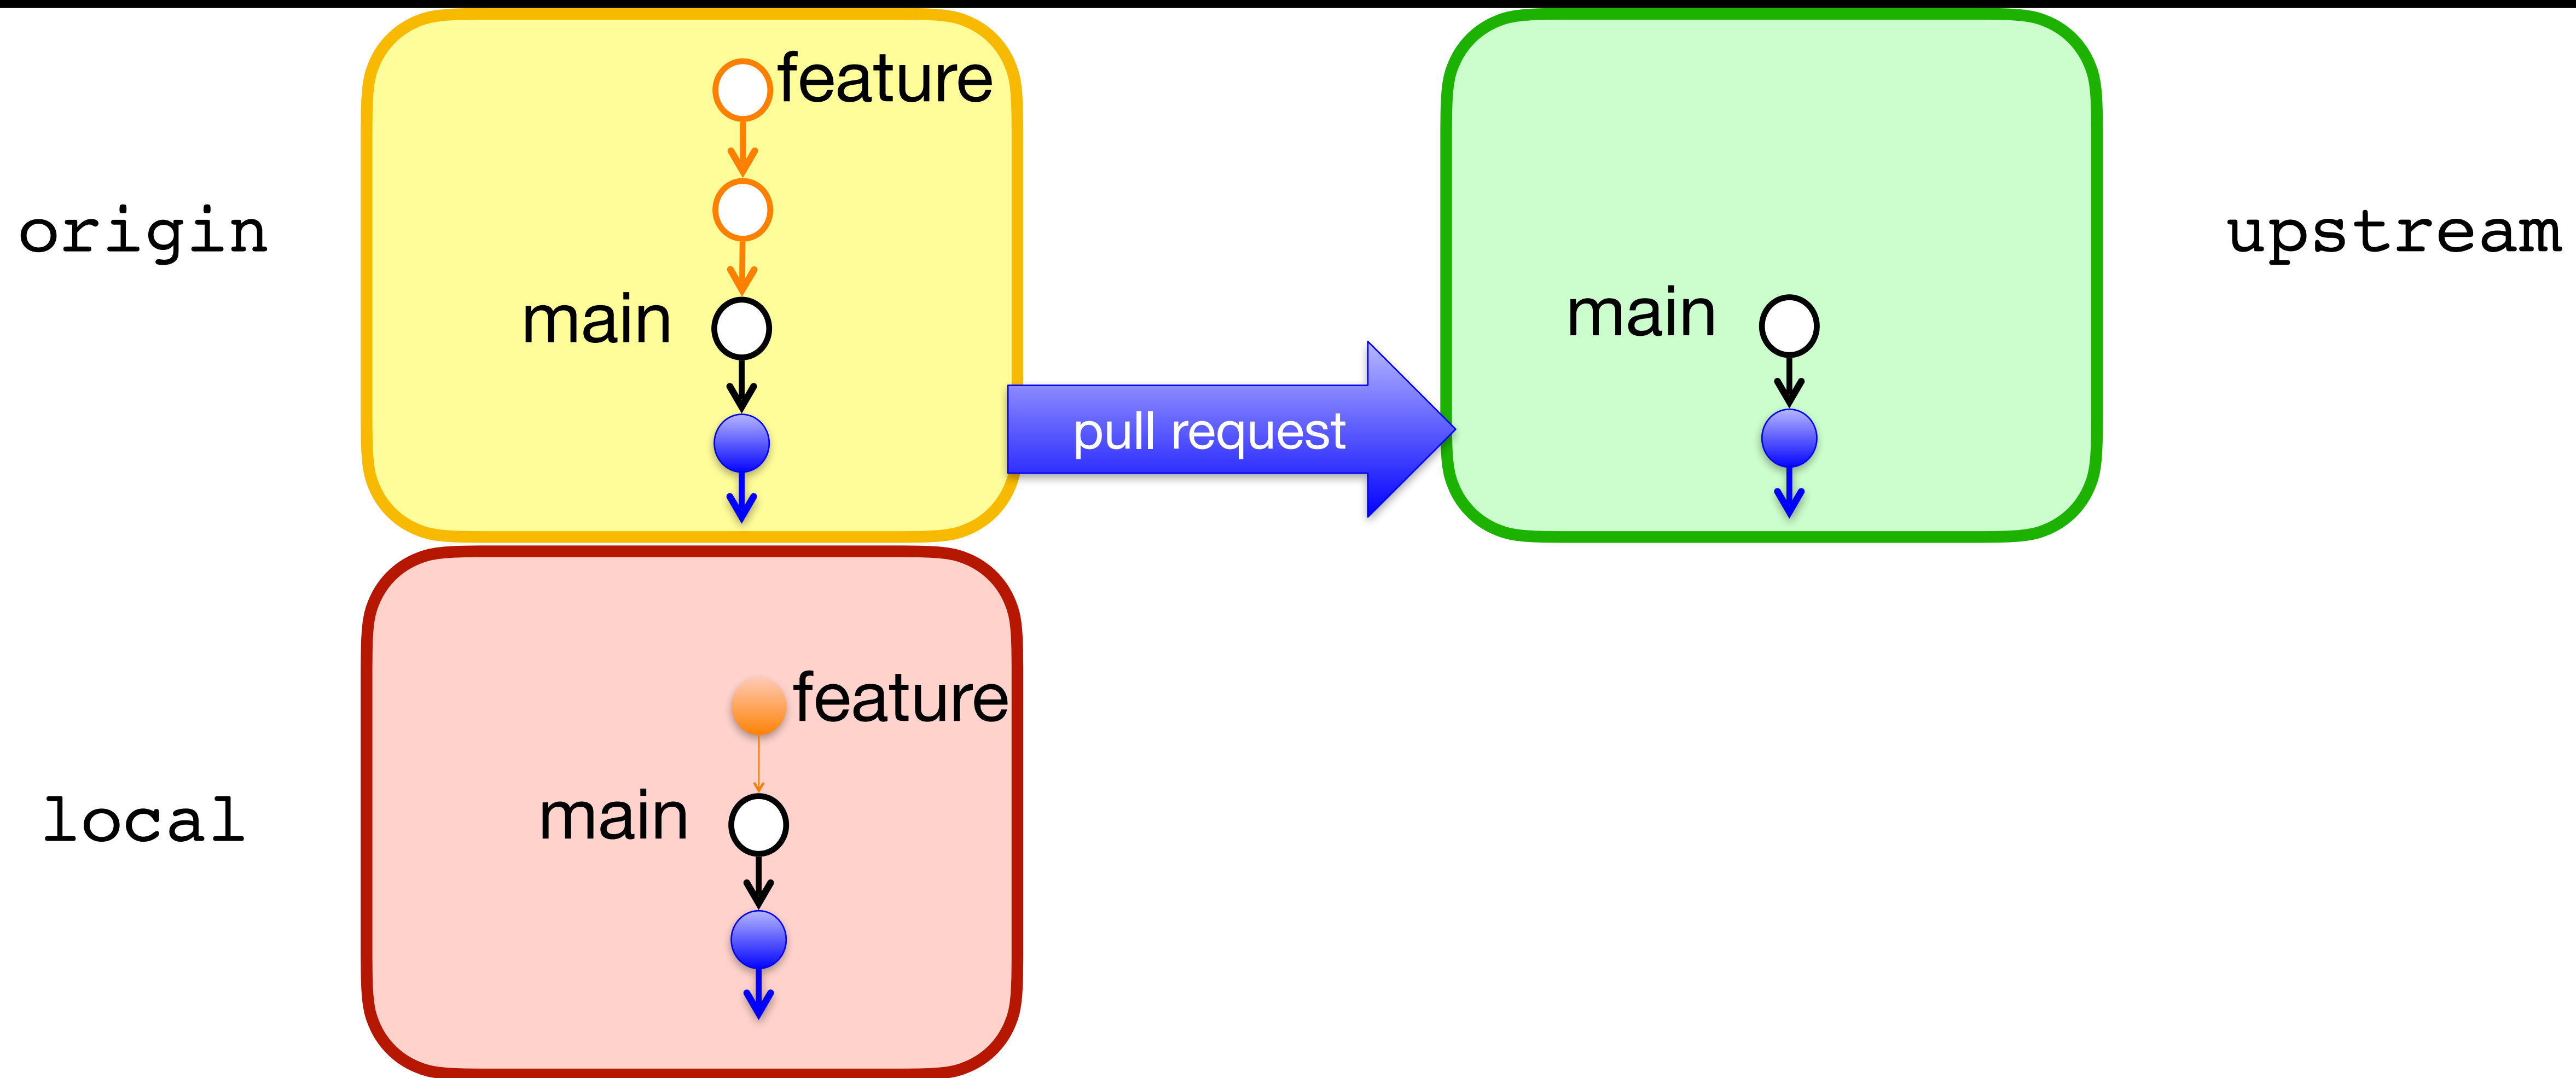 feature
origin
upstream
main
main
pull request
feature
main
local